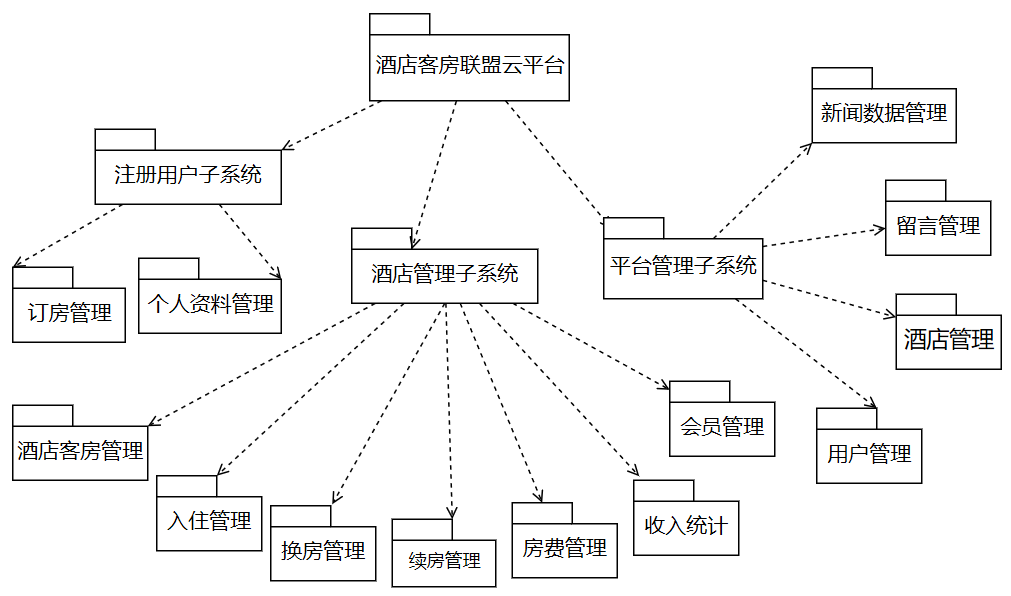 酒店客房联盟云平台
新闻数据管理
注册用户子系统
留言管理
酒店管理子系统
平台管理子系统
订房管理
个人资料管理
酒店管理
酒店客房管理
会员管理
用户管理
入住管理
换房管理
续房管理
房费管理
收入统计